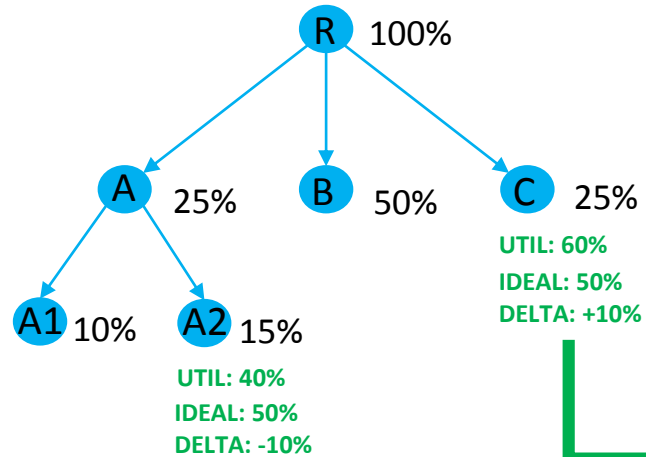 R 100%
A 25% B 50% C 25%
UTIL: 60%
IDEAL: 50%
DELTA: +10%
A1 10% A2 15%
UTIL: 40%
IDEAL: 50%
DELTA: -10%